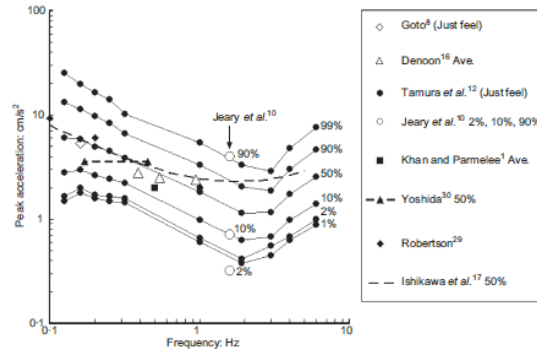 100
10
1
0·1
0·1
1
10
Peak acceleration: cm/s²
Frequency: Hz
Jeary et al.¹⁰
90%
10%
2%
99%
90%
50%
10%
2%
1%
Goto⁸ (Just feel)
Denoon¹⁶ Ave.
Tamura et al.¹² (Just feel)
Jeary et al.¹⁰ 2%, 10%, 90%
Khan and Parmelee¹ Ave.
Yoshida³⁰ 50%
Robertson²⁹
Ishikawa et al.¹⁷ 50%